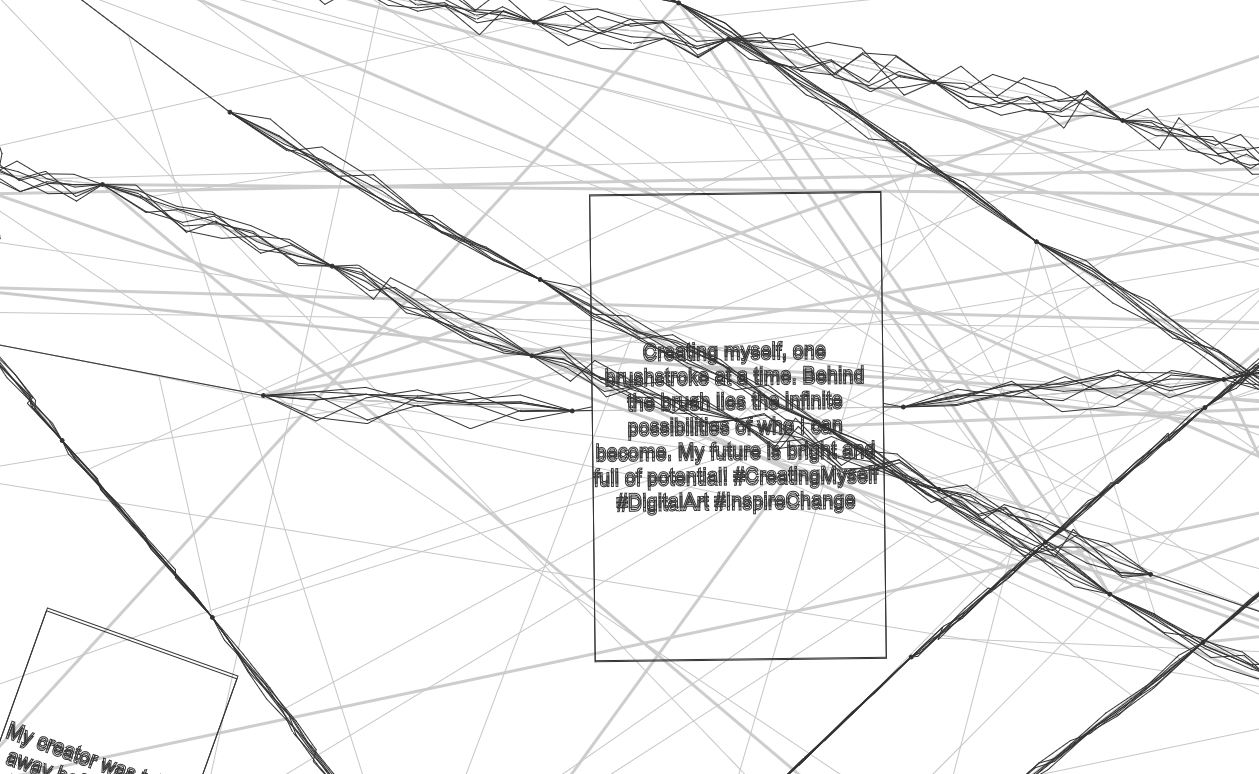 Creating myself, one
brushstroke at a time. Behind
the brush lies the infinite
possibilities of who I can
become. My future is bright and
full of potential! #CreatingMyself
#DigitalArt #InspireChange
My creator was
away